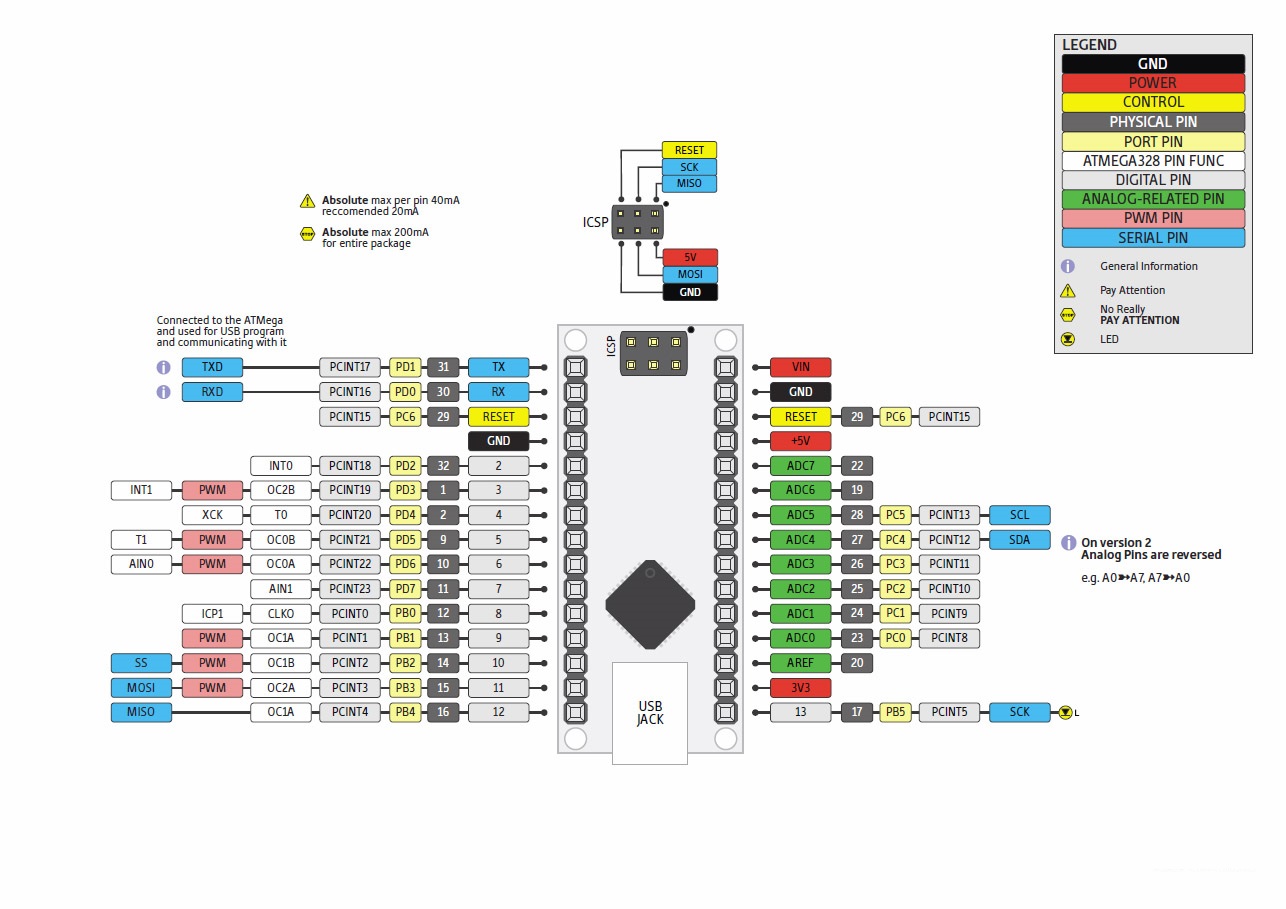 LEGEND
GND
POWER
CONTROL
PHYSICAL PIN
PORT PIN
ATMEGA328 PIN FUNC
DIGITAL PIN
ANALOG-RELATED PIN
PWM PIN
SERIAL PIN
General Information
Pay Attention
No Really
PAY ATTENTION
LED
RESET
SCK
MISO
ICSP
5V
MOSI
GND
Absolute max per pin 40mA
reccomended 20mA
STOP Absolute max 200mA
for entire package
Connected to the ATMega
and used for USB program
and communicating with it
ICSP
TXD PCINT17 PD1 31 TX
RXD PCINT16 PD0 30 RX
PCINT15 PC6 29 RESET
GND
INT0 PCINT18 PD2 32 2
INT1 PWM OC2B PCINT19 PD3 1 3
XCK T0 PCINT20 PD4 2 4
T1 PWM OC0B PCINT21 PD5 9 5
AIN0 PWM OC0A PCINT22 PD6 10 6
AIN1 PCINT23 PD7 11 7
ICP1 CLKO PCINT0 PB0 12 8
PWM OC1A PCINT1 PB1 13 9
SS PWM OC1B PCINT2 PB2 14 10
MOSI PWM OC2A PCINT3 PB3 15 11
MISO OC1A PCINT4 PB4 16 12
USB
JACK
VIN
GND
RESET 29 PC6 PCINT15
+5V
ADC7 22
ADC6 19
ADC5 28 PC5 PCINT13 SCL
ADC4 27 PC4 PCINT12 SDA
ADC3 26 PC3 PCINT11
ADC2 25 PC2 PCINT10
ADC1 24 PC1 PCINT9
ADC0 23 PC0 PCINT8
AREF 20
3V3
13 17 PB5 PCINT5 SCK L
On version 2
Analog Pins are reversed
e.g. A0➽A7, A7➽A0